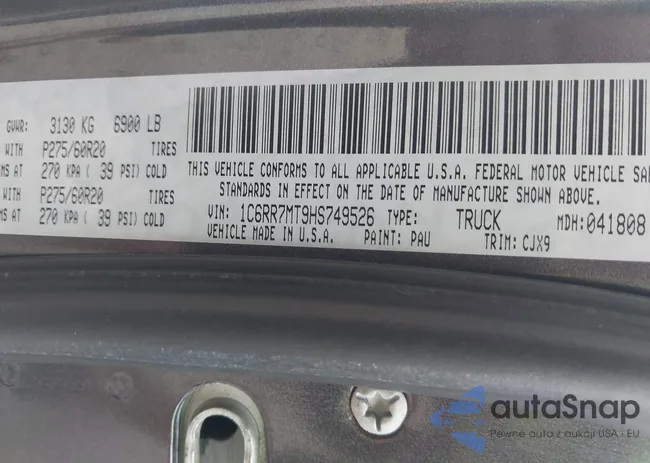 GVWR: 3130 KG 6900 LB
WITH P275/60R20 TIRES
MS AT 270 KPA ( 39 PSI) COLD
WITH P275/60R20 TIRES
MS AT 270 KPA ( 39 PSI) COLD
THIS VEHICLE CONFORMS TO ALL APPLICABLE U.S.A. FEDERAL MOTOR VEHICLE SA
STANDARDS IN EFFECT ON THE DATE OF MANUFACTURE SHOWN ABOVE.
VIN: 1C6RR7MT9HS749526 TYPE: TRUCK MDH: 041808
VEHICLE MADE IN U.S.A. PAINT: PAU TRIM: CJX9
autaSnap
Pewne auta z aukcji USA i EU